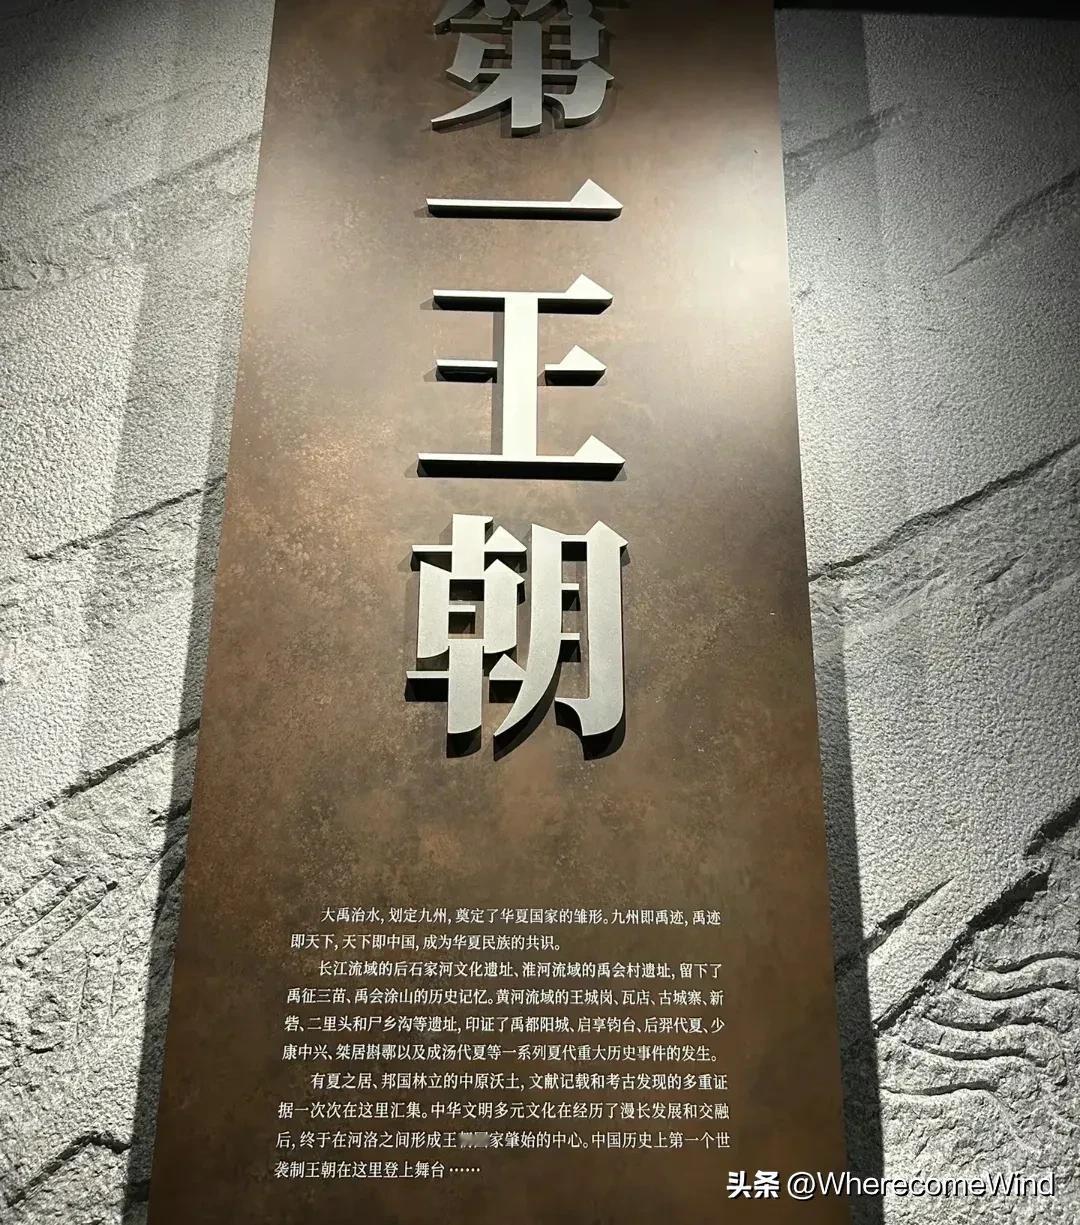 第一王朝
大禹治水，划定九州，奠定了华夏国家的雏形。九州即禹迹，禹迹
即天下，天下即中国，成为华夏民族的共识。
长江流域的后石家河文化遗址、淮河流域的禹会村遗址，留下了
禹征三苗、禹会涂山的历史记忆。黄河流域的王城岗、瓦店、古城寨、新
砦、二里头和尸乡沟等遗址，印证了禹都阳城、启享钧台、后羿代夏、少
康中兴、桀居斟鄩以及成汤代夏等一系列夏代重大历史事件的发生。
有夏之居、邦国林立的中原沃土，文献记载和考古发现的多重证
据一次次在这里汇集。中华文明多元文化在经历了漫长发展和交融
后，终于在河洛之间形成王家肇始的中心。中国历史上第一个世
袭制王朝在这里登上舞台……
头条 @WherecomeWind